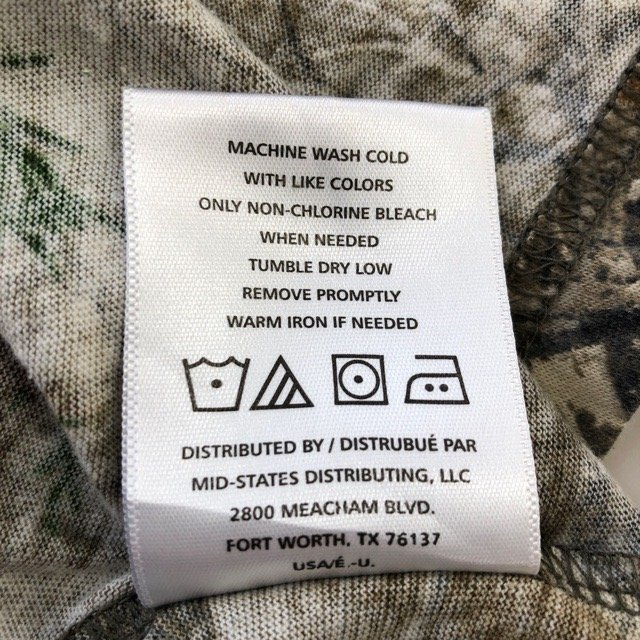 MACHINE WASH COLD
WITH LIKE COLORS
ONLY NON-CHLORINE BLEACH
WHEN NEEDED
TUMBLE DRY LOW
REMOVE PROMPTLY
WARM IRON IF NEEDED
DISTRIBUTED BY / DISTRUBUÉ PAR
MID-STATES DISTRIBUTING, LLC
2800 MEACHAM BLVD.
FORT WORTH, TX 76137
USA/É.-U.